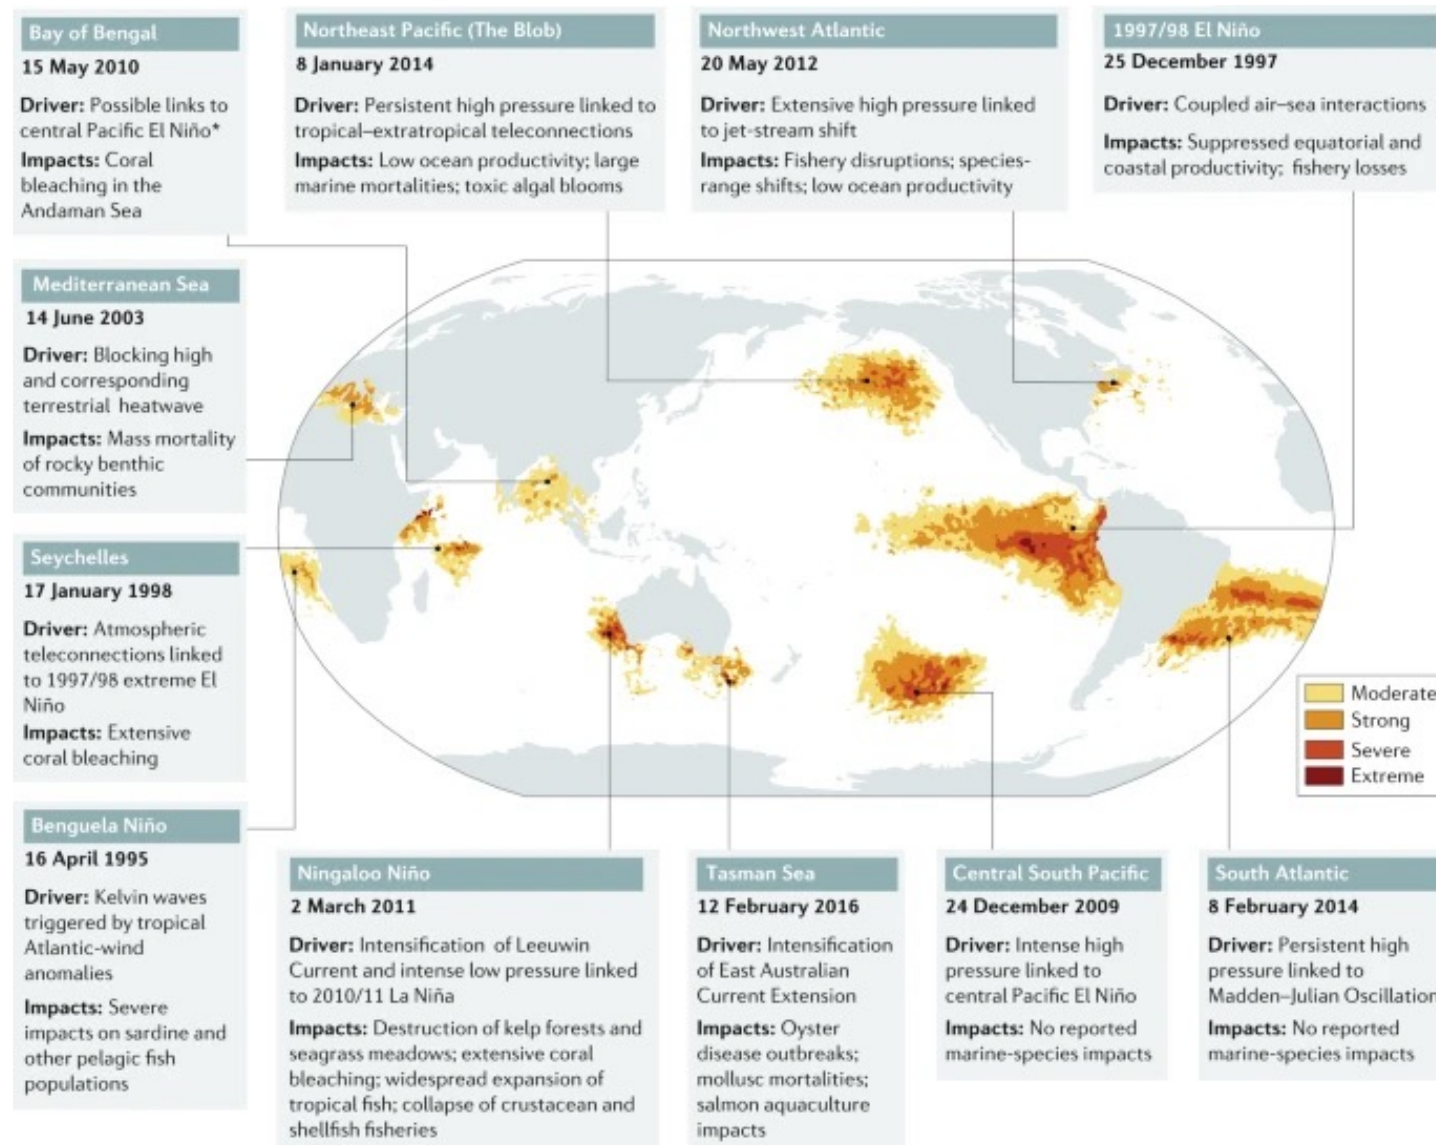 Bay of Bengal
15 May 2010
Driver: Possible links to
central Pacific El Niño*
Impacts: Coral
bleaching in the
Andaman Sea
Northeast Pacific (The Blob)
8 January 2014
Driver: Persistent high pressure linked to
tropical–extratropical teleconnections
Impacts: Low ocean productivity; large
marine mortalities; toxic algal blooms
Northwest Atlantic
20 May 2012
Driver: Extensive high pressure linked
to jet-stream shift
Impacts: Fishery disruptions; species-
range shifts; low ocean productivity
1997/98 El Niño
25 December 1997
Driver: Coupled air–sea interactions
Impacts: Suppressed equatorial and
coastal productivity; fishery losses
Mediterranean Sea
14 June 2003
Driver: Blocking high
and corresponding
terrestrial heatwave
Impacts: Mass mortality
of rocky benthic
communities
Seychelles
17 January 1998
Driver: Atmospheric
teleconnections linked
to 1997/98 extreme El
Niño
Impacts: Extensive
coral bleaching
Moderate
Strong
Severe
Extreme
Benguela Niño
16 April 1995
Driver: Kelvin waves
triggered by tropical
Atlantic-wind
anomalies
Impacts: Severe
impacts on sardine and
other pelagic fish
populations
Ningaloo Niño
2 March 2011
Driver: Intensification of Leeuwin
Current and intense low pressure linked
to 2010/11 La Niña
Impacts: Destruction of kelp forests and
seagrass meadows; extensive coral
bleaching; widespread expansion of
tropical fish; collapse of crustacean and
shellfish fisheries
Tasman Sea
12 February 2016
Driver: Intensification
of East Australian
Current Extension
Impacts: Oyster
disease outbreaks;
mollusc mortalities;
salmon aquaculture
impacts
Central South Pacific
24 December 2009
Driver: Intense high
pressure linked to
central Pacific El Niño
Impacts: No reported
marine-species impacts
South Atlantic
8 February 2014
Driver: Persistent high
pressure linked to
Madden–Julian Oscillation
Impacts: No reported
marine-species impacts